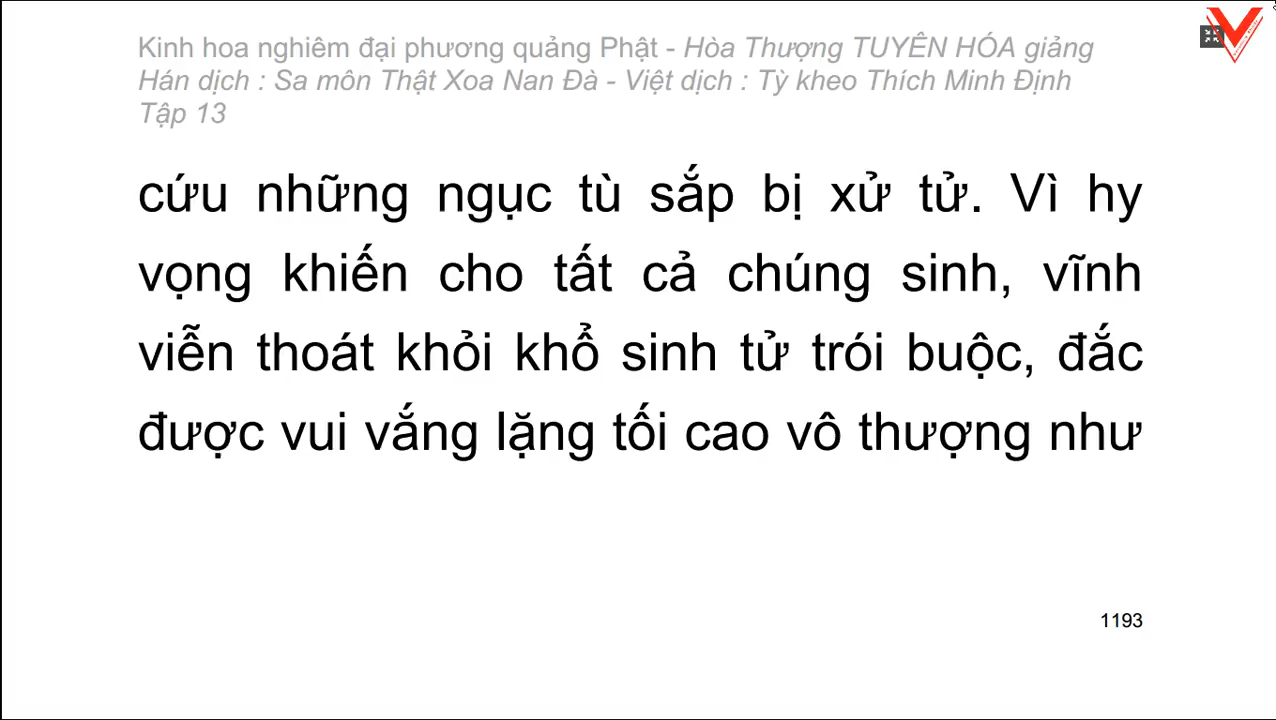 Kinh hoa nghiêm đại phương quảng Phật - Hòa Thượng TUYÊN HÓA giảng
Hán dịch : Sa môn Thật Xoa Nan Đà - Việt dịch : Tỳ kheo Thích Minh Định
Tập 13
cứu những ngục tù sắp bị xử tử. Vì hy
vọng khiến cho tất cả chúng sinh, vĩnh
viễn thoát khỏi khổ sinh tử trói buộc, đắc
được vui vắng lặng tối cao vô thượng như
1193